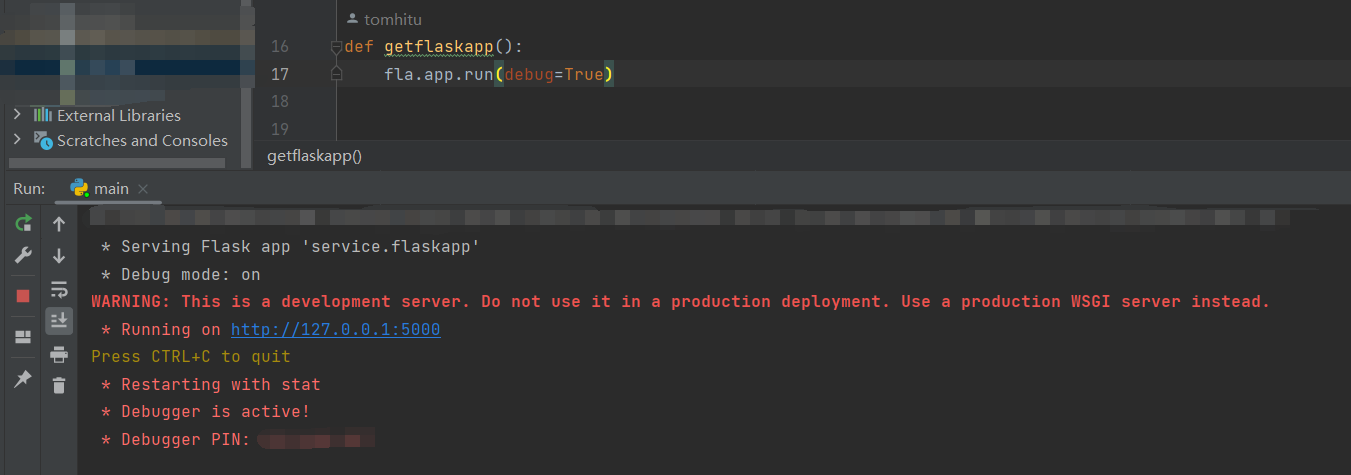 tomhitu
16 def getflaskapp():
17 fla.app.run(debug=True)
18
19
External Libraries
Scratches and Consoles
getflaskapp()
Run: main
* Serving Flask app 'service.flaskapp'
* Debug mode: on
WARNING: This is a development server. Do not use it in a production deployment. Use a production WSGI server instead.
* Running on http://127.0.0.1:5000
Press CTRL+C to quit
* Restarting with stat
* Debugger is active!
* Debugger PIN: